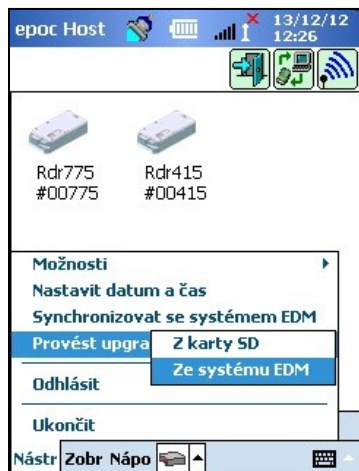 epoc Host
13/12/12
12:26
Rdr775
#00775
Rdr415
#00415
Možnosti
Nastavit datum a čas
Synchronizovat se systémem EDM
Provést upgra
Z karty SD
Ze systému EDM
Odhlásit
Ukončit
Nástr Zobr Nápo